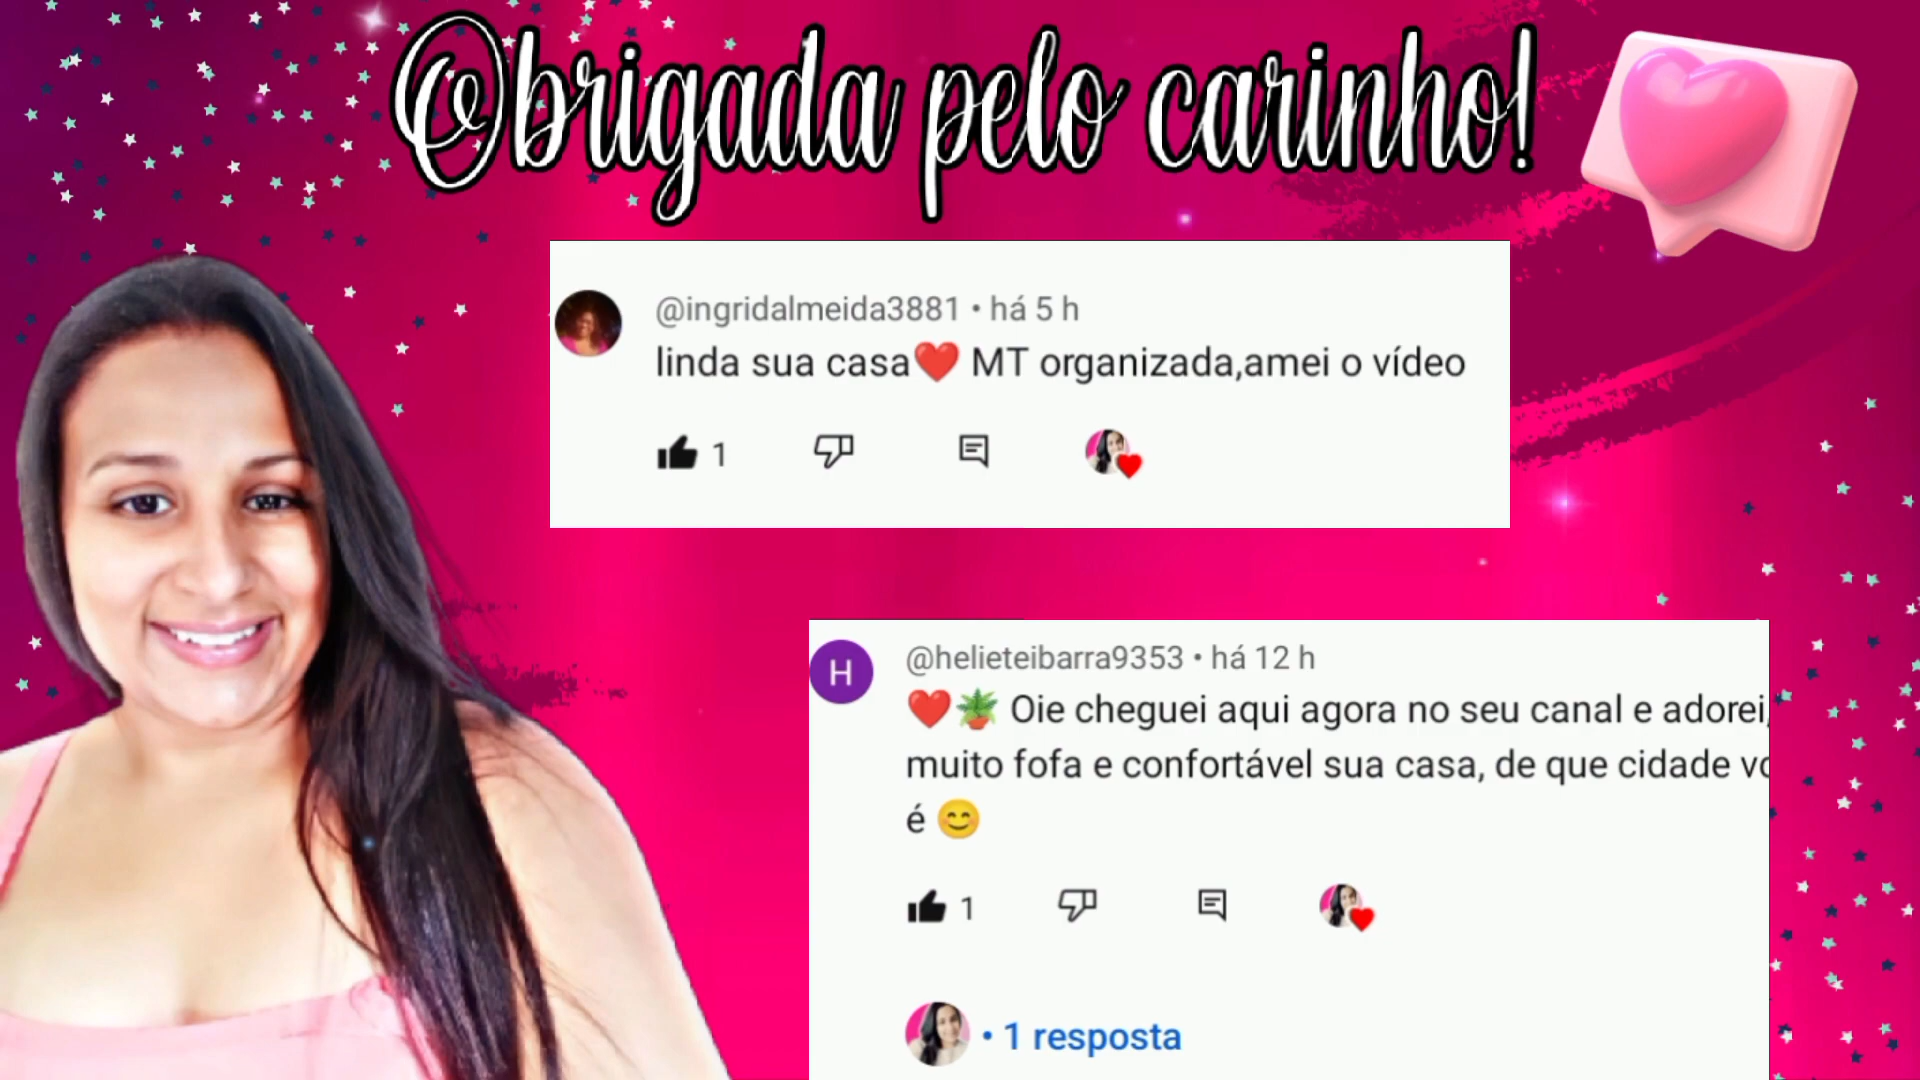 Obrigada pelo carinho!
@ingridalmeida3881 • há 5 h
linda sua casa❤️ MT organizada,amei o vídeo
1
H
@helieteibarra9353 • há 12 h
❤️🪴 Oie cheguei aqui agora no seu canal e adorei,
muito fofa e confortável sua casa, de que cidade vo
é 😊
1
• 1 resposta